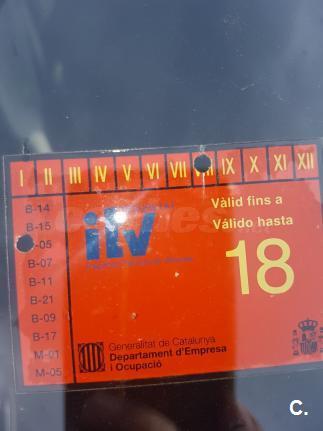 I II III IV V VI VII IX X XI XII
B-14
B-15
-05
B-07
B-11
B-21
B-09
B-17
M-01
M-05
itv
Vàlid fins a
Válido hasta
18
Generalitat de Catalunya
Departament d'Empresa
i Ocupació
C.